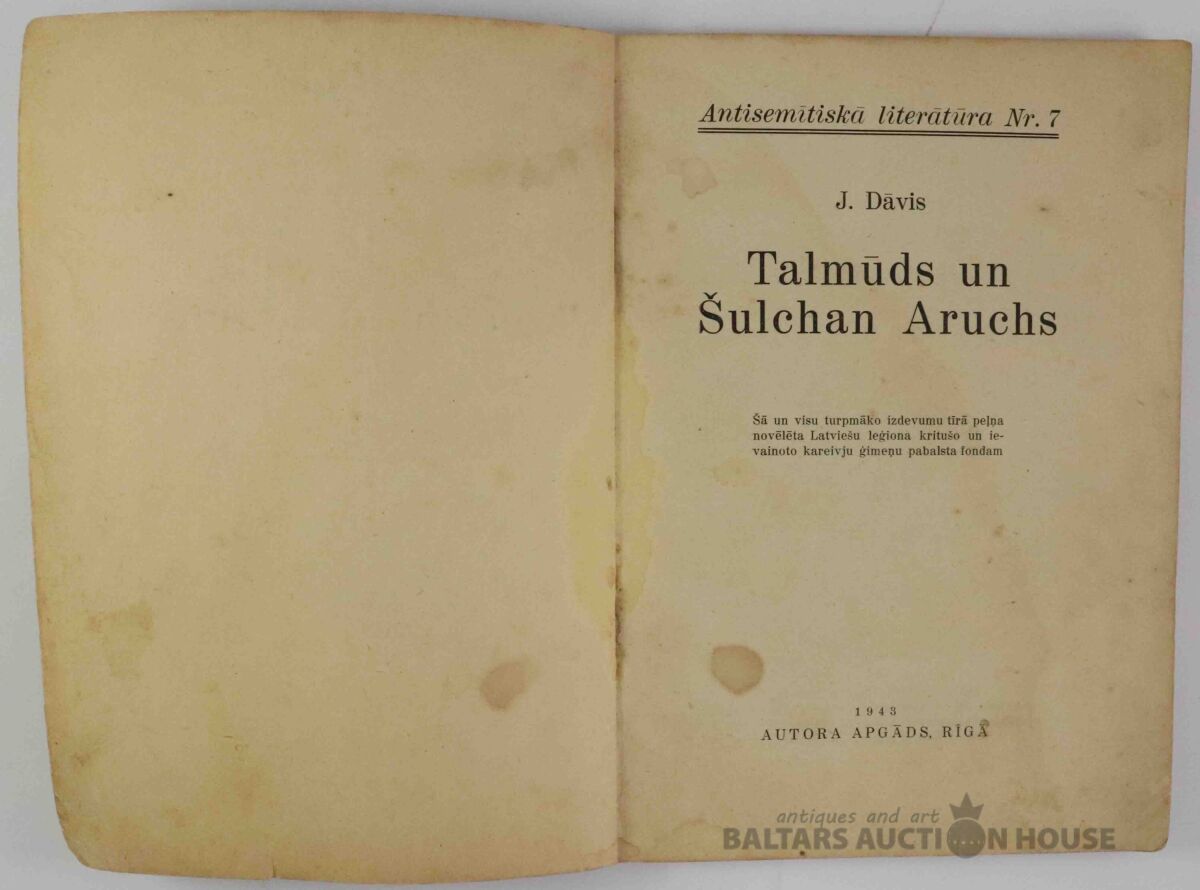 Antisemītiskā literātūra Nr. 7
J. Dāvis
Talmūds un
Šulchan Aruchs
Šā un visu turpmāko izdevumu tīrā peļņa
novēlēta Latviešu leģiona kritušo un ie-
vainoto kareivju ģimeņu pabalsta fondam
1943
AUTORA APGĀDS, RĪGĀ
antiques and art
BALTARS AUCTION HOUSE